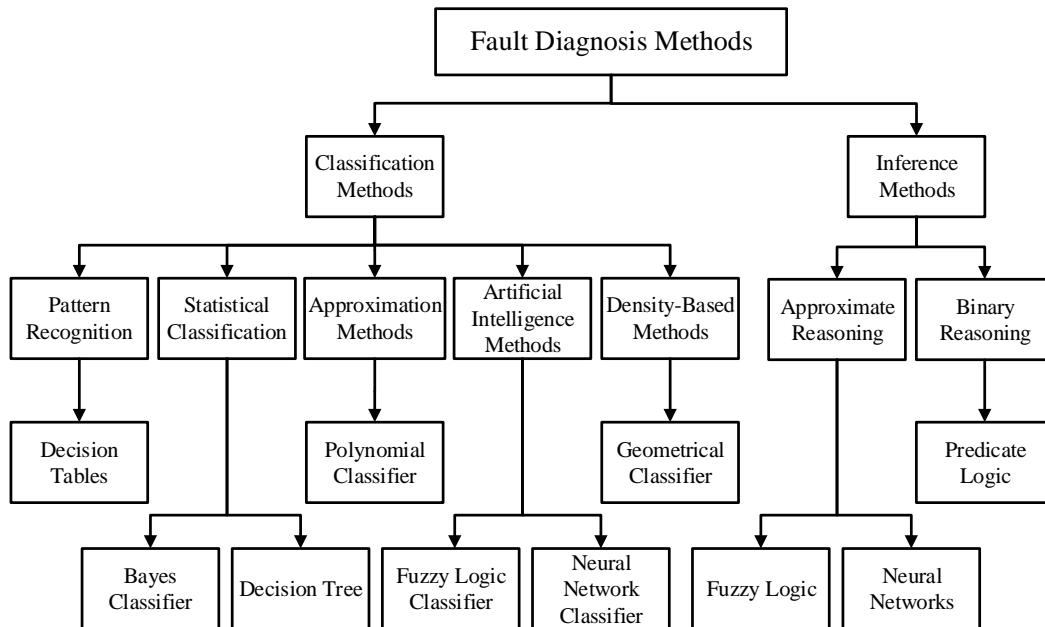 Fault Diagnosis Methods
Classification
Methods
Inference
Methods
Pattern
Recognition
Statistical
Classification
Approximation
Methods
Artificial
Intelligence
Methods
Density-Based
Methods
Approximate
Reasoning
Binary
Reasoning
Decision
Tables
Polynomial
Classifier
Geometrical
Classifier
Predicate
Logic
Bayes
Classifier
Decision Tree
Fuzzy Logic
Classifier
Neural
Network
Classifier
Fuzzy Logic
Neural
Networks